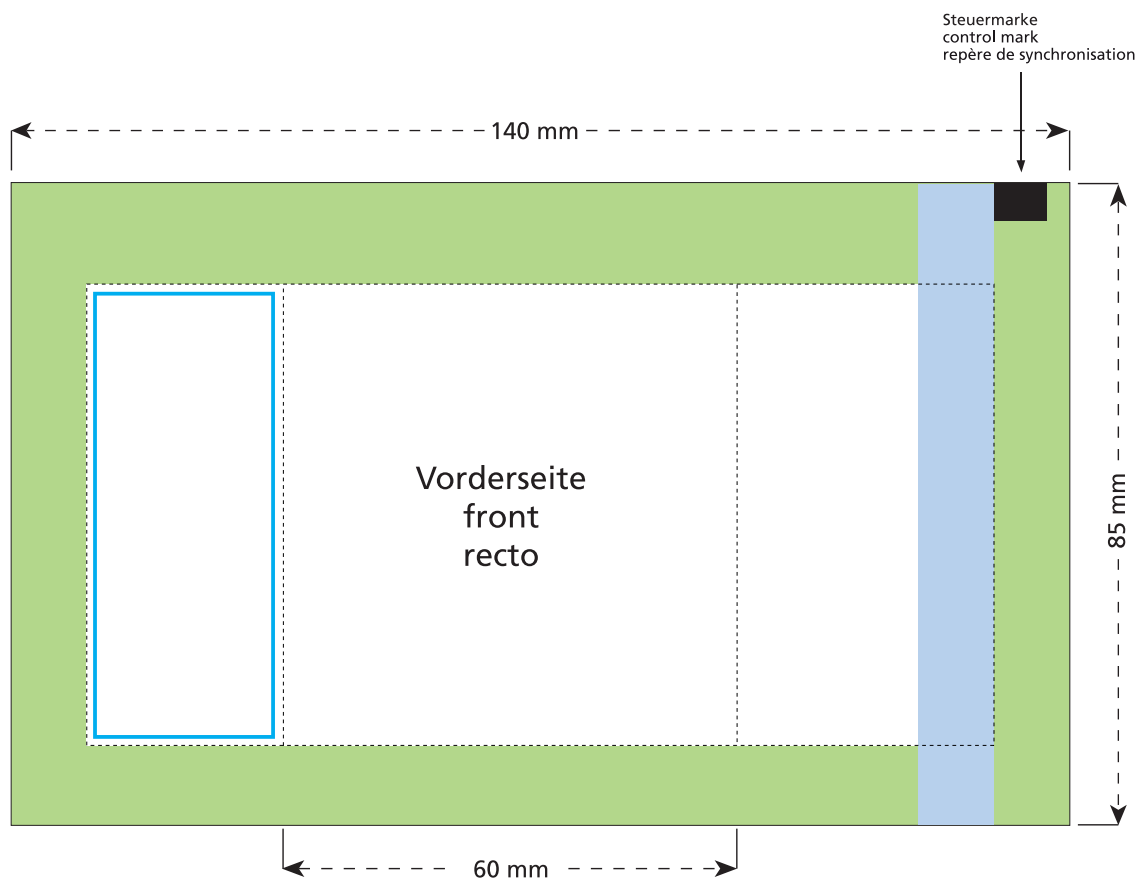 Steuermarke
control mark
repère de synchronisation
140 mm
Vorderseite
front
recto
85 mm
60 mm